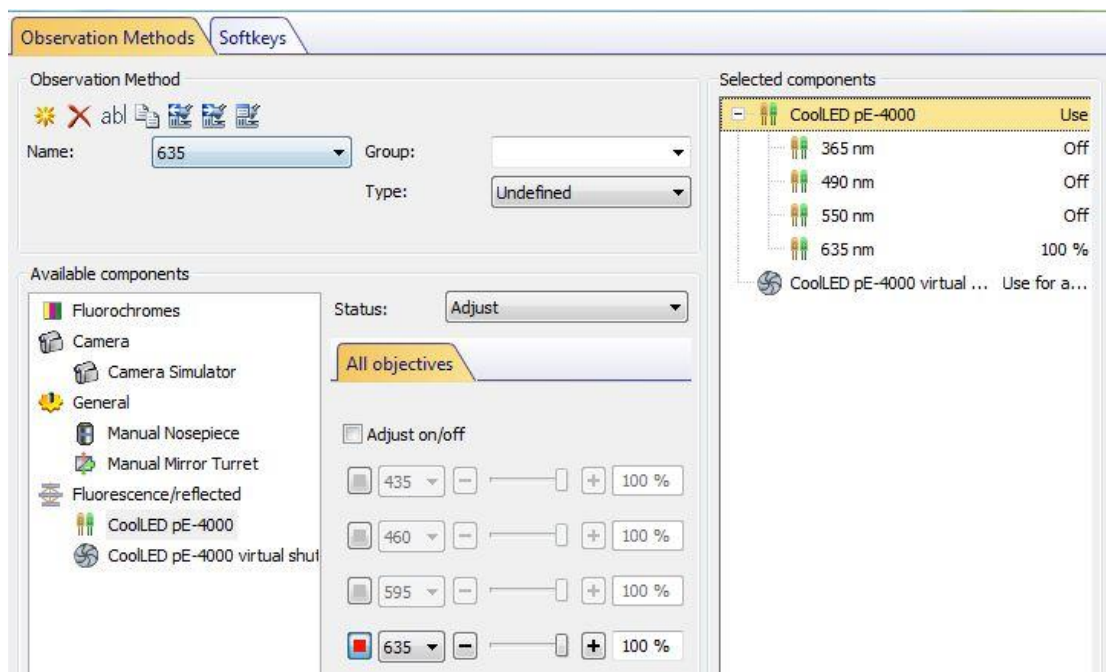 Observation Methods Softkeys
Observation Method
abl
Name: 635 Group:
Type: Undefined
Available components
Fluorochromes
Camera
Camera Simulator
General
Manual Nosepiece
Manual Mirror Turret
Fluorescence/reflected
CoolLED pE-4000
CoolLED pE-4000 virtual shut
Status: Adjust
All objectives
Adjust on/off
435 100 %
460 100 %
595 100 %
635 100 %
Selected components
CoolLED pE-4000 Use
365 nm Off
490 nm Off
550 nm Off
635 nm 100 %
CoolLED pE-4000 virtual ... Use for a...